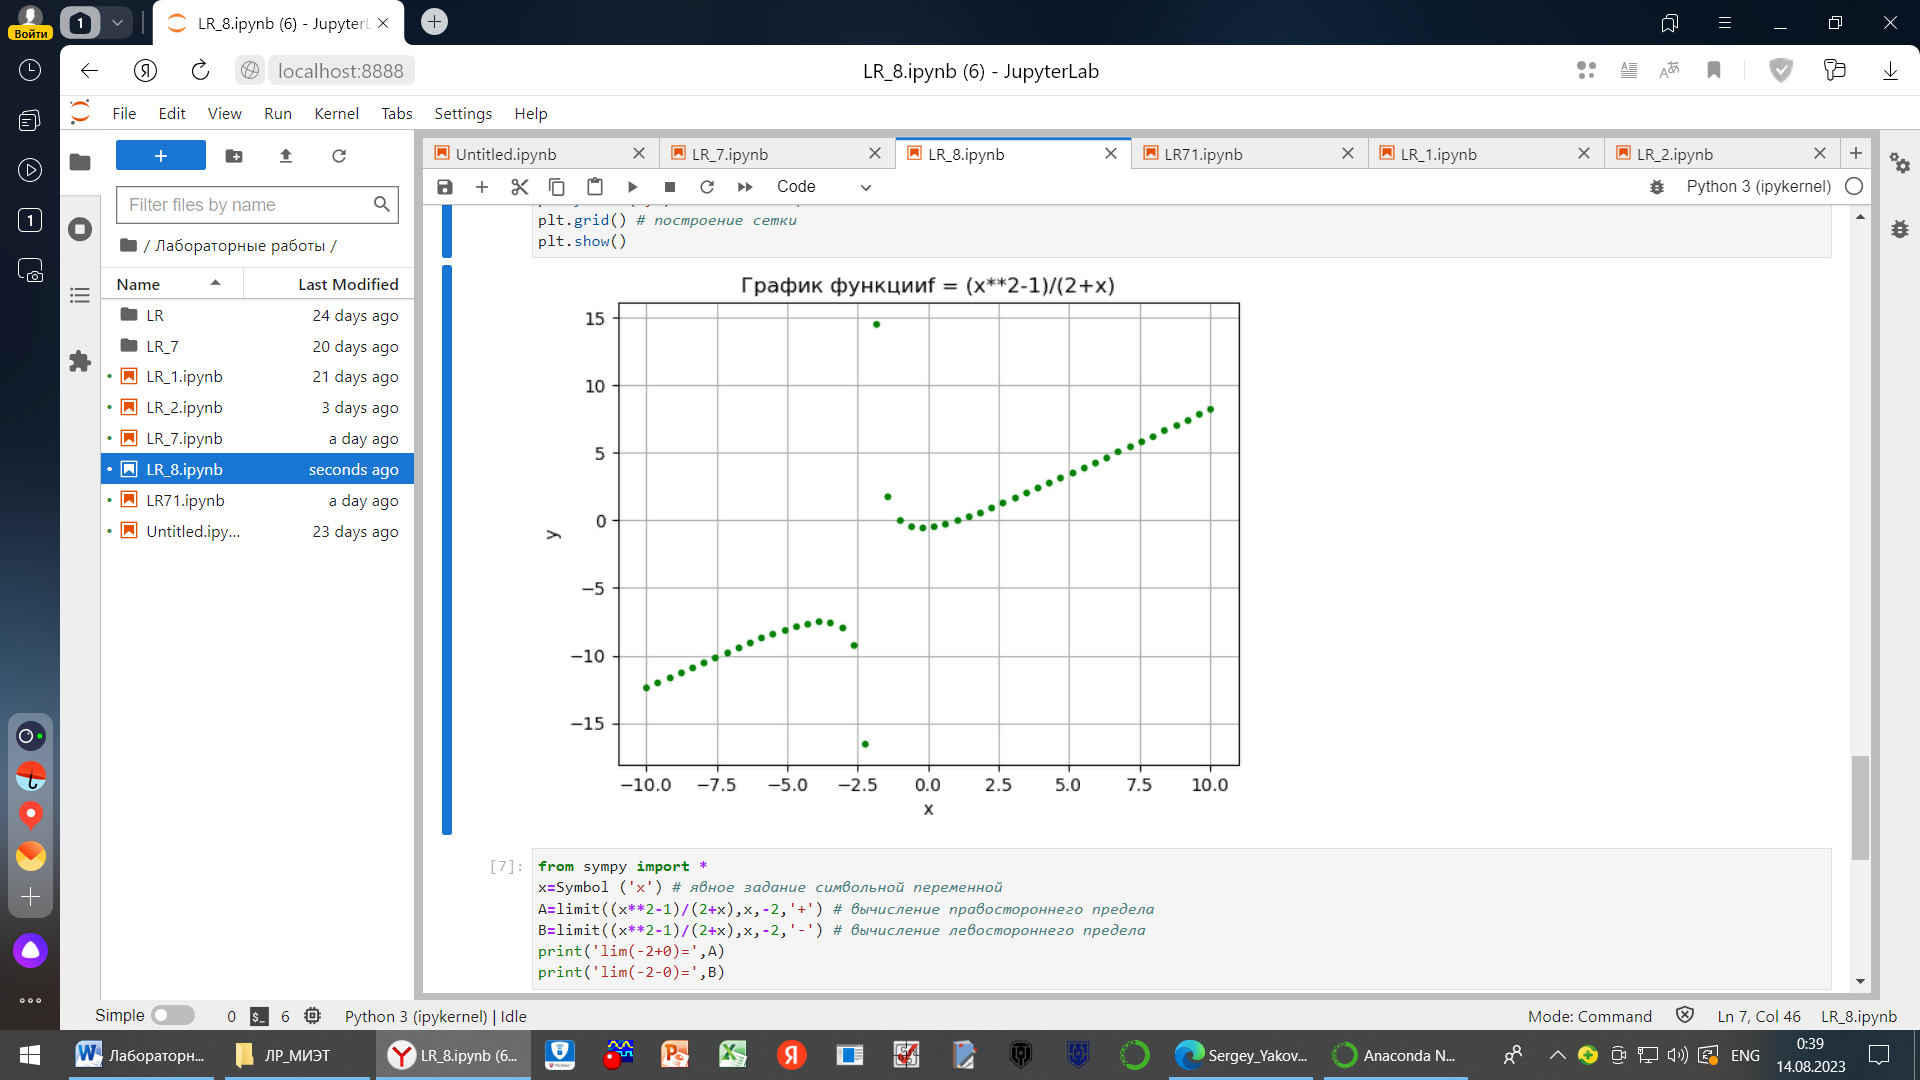 Войти
1
LR_8.ipynb (6) - JupyterL
localhost:8888
LR_8.ipynb (6) - JupyterLab
1
File Edit View Run Kernel Tabs Settings Help
Untitled.ipynb
LR_7.ipynb
LR_8.ipynb
LR71.ipynb
LR_1.ipynb
LR_2.ipynb
Code
Python 3 (ipykernel)
Filter files by name
/ Лабораторные работы /
Name Last Modified
LR 24 days ago
LR_7 20 days ago
LR_1.ipynb 21 days ago
LR_2.ipynb 3 days ago
LR_7.ipynb a day ago
LR_8.ipynb seconds ago
LR71.ipynb a day ago
Untitled.ipy... 23 days ago
plt.grid() # построение сетки
plt.show()
График функцииf = (x**2-1)/(2+x)
15
10
5
0
−5
−10
−15
y
−10.0 −7.5 −5.0 −2.5 0.0 2.5 5.0 7.5 10.0
x
[7]:
from sympy import *
x=Symbol ('x') # явное задание символьной переменной
A=limit((x**2-1)/(2+x),x,-2,'+') # вычисление правостороннего предела
B=limit((x**2-1)/(2+x),x,-2,'-') # вычисление левостороннего предела
print('lim(-2+0)=',A)
print('lim(-2-0)=',B)
Simple 0 $_ 6 Python 3 (ipykernel) | Idle
Mode: Command Ln 7, Col 46 LR_8.ipynb
Лабораторн...
ЛР_МИЭТ
LR_8.ipynb (6...
Sergey_Yakov...
Anaconda N...
ENG
0:39
14.08.2023